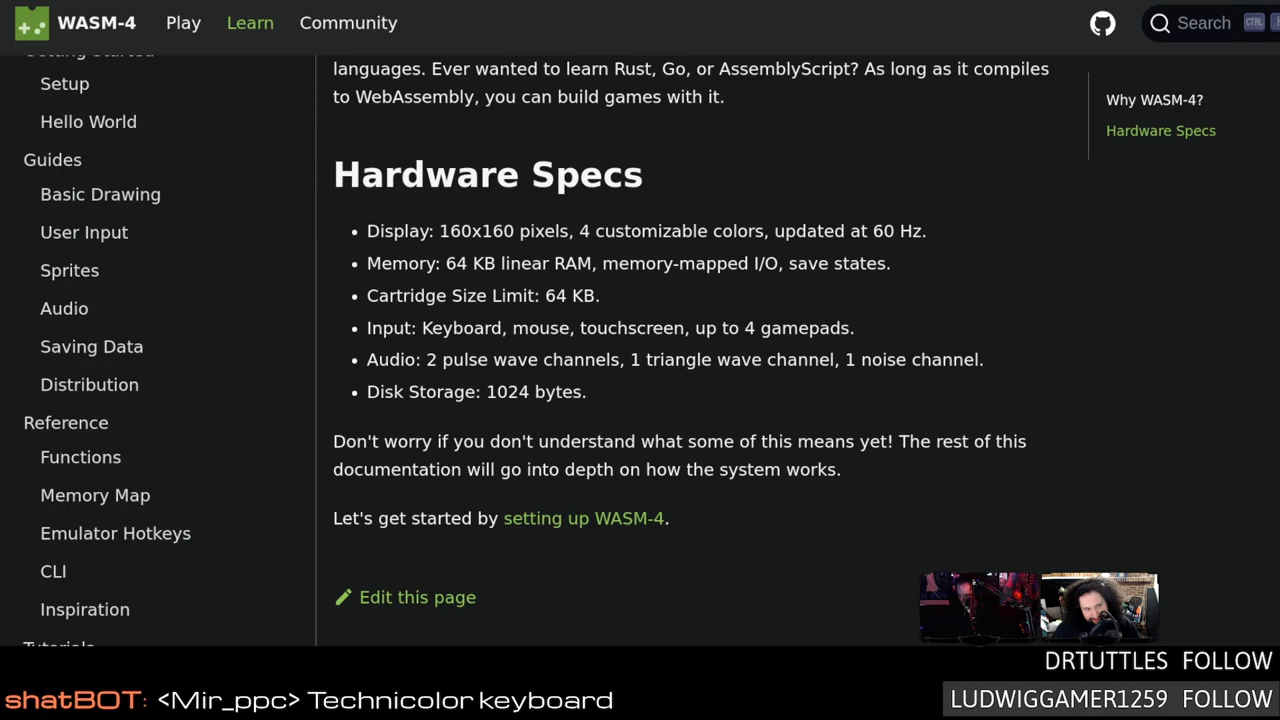 WASM-4
Play
Learn
Community
Search
CTRL
Getting Started
Setup
Hello World
Guides
Basic Drawing
User Input
Sprites
Audio
Saving Data
Distribution
Reference
Functions
Memory Map
Emulator Hotkeys
CLI
Inspiration
Tutorials
languages. Ever wanted to learn Rust, Go, or AssemblyScript? As long as it compiles
to WebAssembly, you can build games with it.
Hardware Specs
• Display: 160x160 pixels, 4 customizable colors, updated at 60 Hz.
• Memory: 64 KB linear RAM, memory-mapped I/O, save states.
• Cartridge Size Limit: 64 KB.
• Input: Keyboard, mouse, touchscreen, up to 4 gamepads.
• Audio: 2 pulse wave channels, 1 triangle wave channel, 1 noise channel.
• Disk Storage: 1024 bytes.
Don't worry if you don't understand what some of this means yet! The rest of this
documentation will go into depth on how the system works.
Let's get started by setting up WASM-4.
Edit this page
Why WASM-4?
Hardware Specs
DRTUTTLES FOLLOW
LUDWIGGAMER1259 FOLLOW
shatBOT: <Mir_ppc> Technicolor keyboard